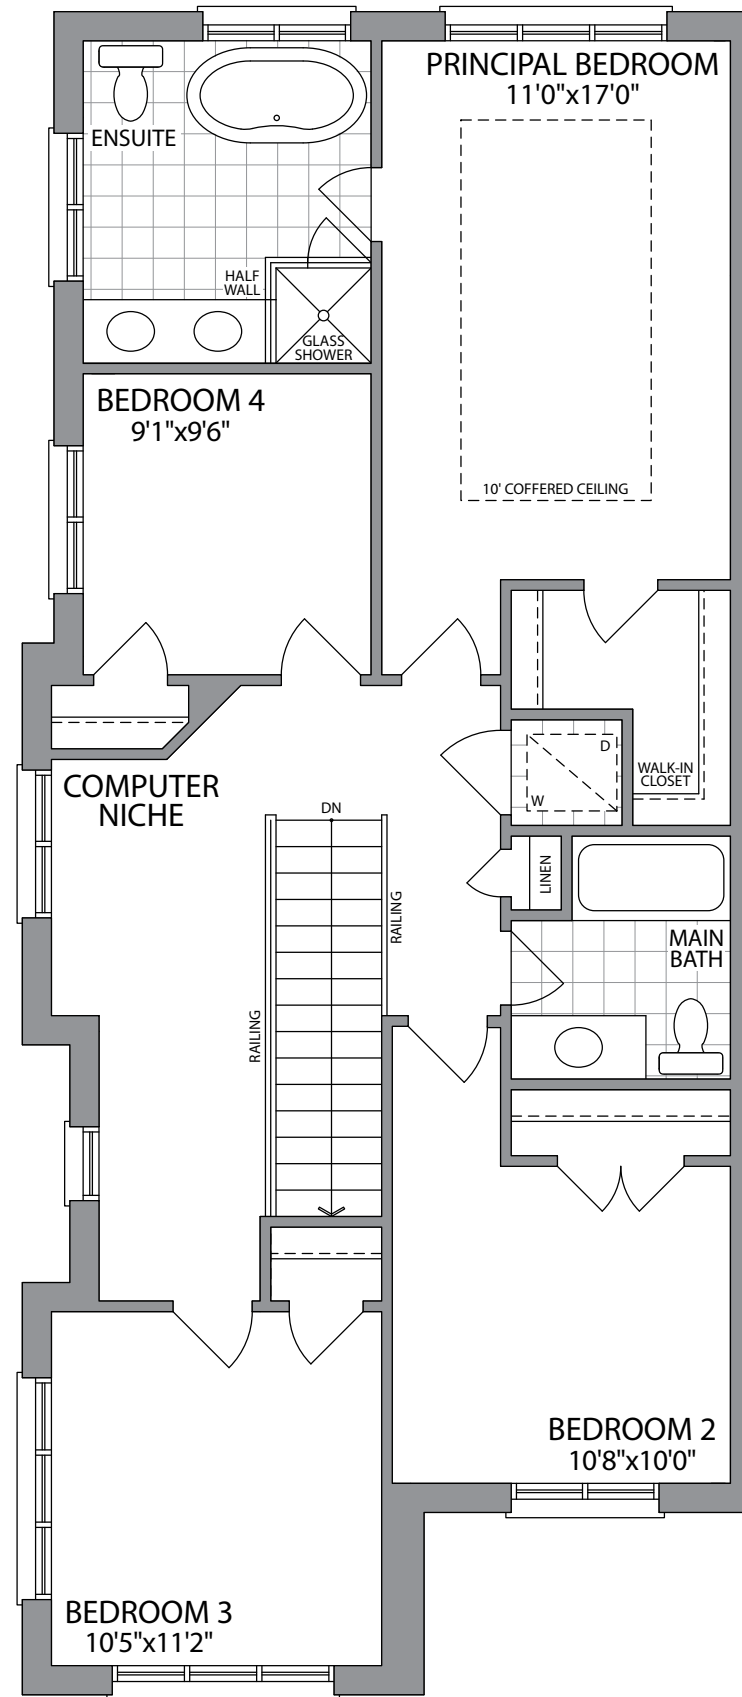 PRINCIPAL BEDROOM
11'0"x17'0"
ENSUITE
HALF
WALL
GLASS
SHOWER
BEDROOM 4
9'1"x9'6"
10' COFFERED CEILING
D
W
WALK-IN
CLOSET
COMPUTER
NICHE
DN
LINEN
RAILING
MAIN
BATH
RAILING
BEDROOM 2
10'8"x10'0"
BEDROOM 3
10'5"x11'2"